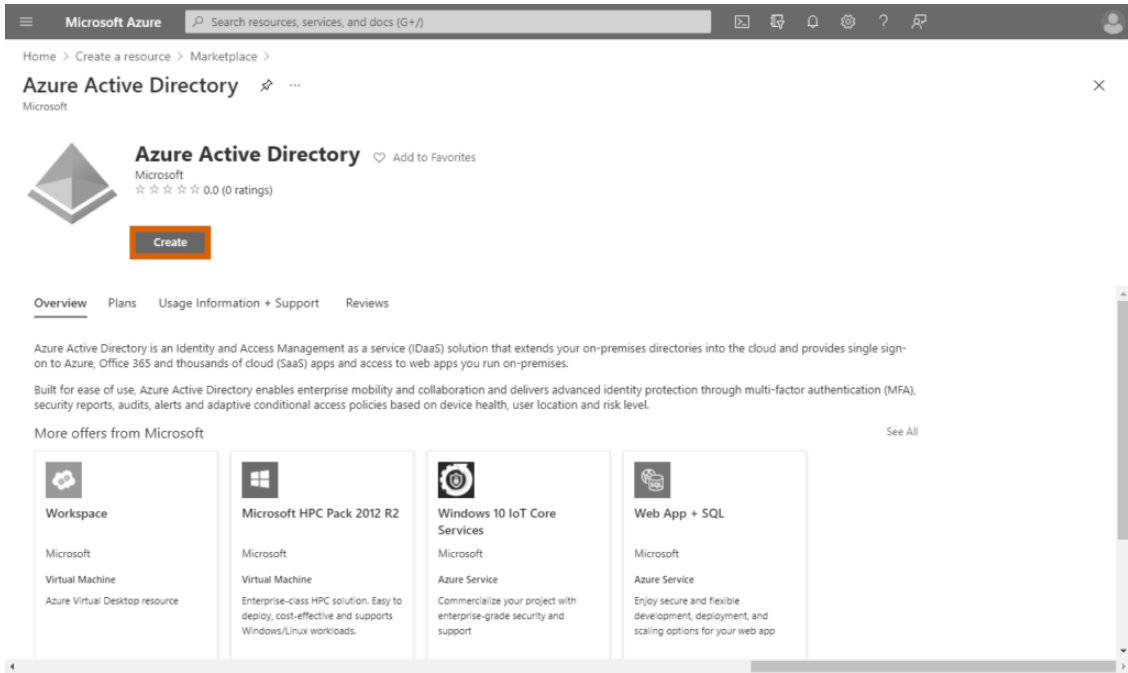 Microsoft Azure
Search resources, services, and docs (G+/)
Home > Create a resource > Marketplace >
Azure Active Directory ...
Microsoft
Azure Active Directory
Add to Favorites
Microsoft
0.0 (0 ratings)
Create
Overview Plans Usage Information + Support Reviews
Azure Active Directory is an Identity and Access Management as a service (IDaaS) solution that extends your on-premises directories into the cloud and provides single sign-
on to Azure, Office 365 and thousands of cloud (SaaS) apps and access to web apps you run on-premises.
Built for ease of use, Azure Active Directory enables enterprise mobility and collaboration and delivers advanced identity protection through multi-factor authentication (MFA),
security reports, audits, alerts and adaptive conditional access policies based on device health, user location and risk level.
More offers from Microsoft
See All
Workspace
Microsoft
Virtual Machine
Azure Virtual Desktop resource
Microsoft HPC Pack 2012 R2
Microsoft
Virtual Machine
Enterprise-class HPC solution. Easy to
deploy, cost-effective and supports
Windows/Linux workloads.
Windows 10 IoT Core
Services
Microsoft
Azure Service
Commercialize your project with
enterprise-grade security and
support
SQL
Web App + SQL
Microsoft
Azure Service
Enjoy secure and flexible
development, deployment, and
scaling options for your web app